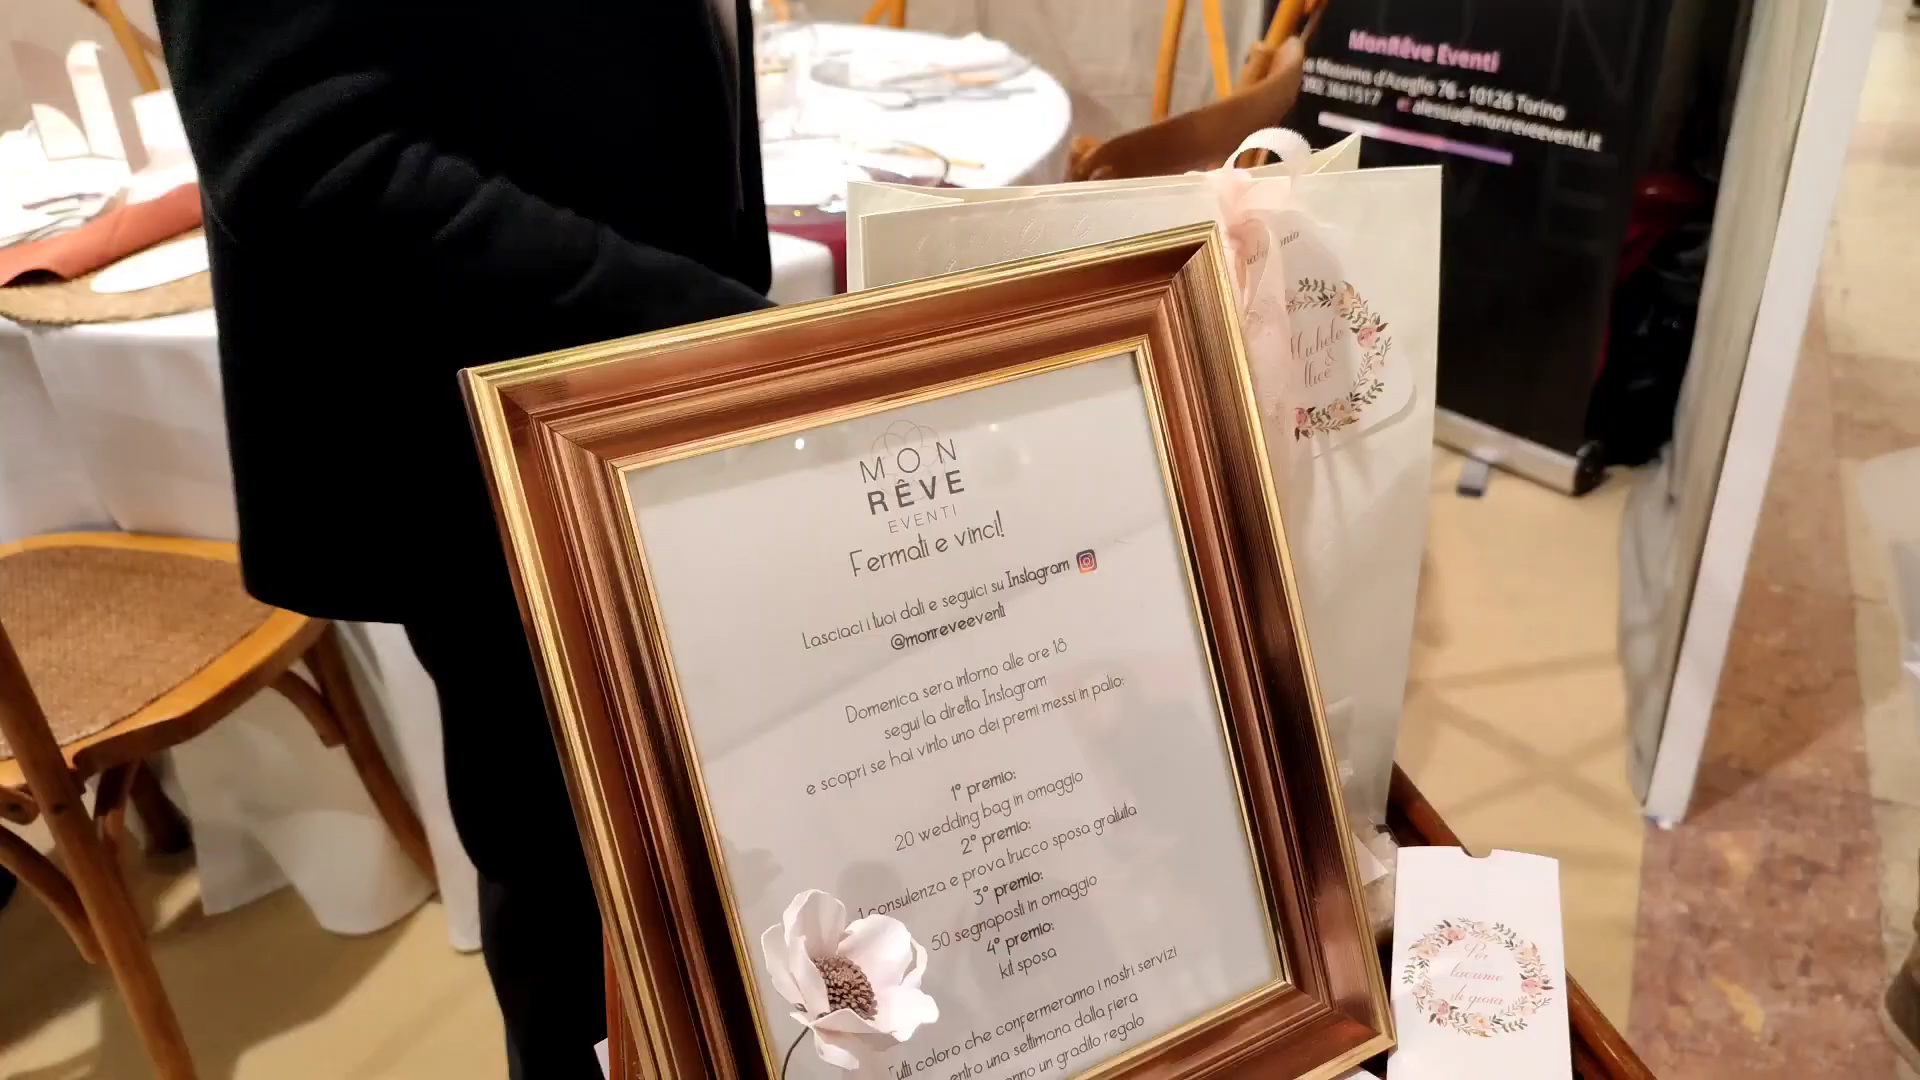 MonRêve Eventi
Massimo d'Azeglio 76 - 10126 Torino
392 3661517 alessia@monreveeventi.it
Michele
&
MON
RÊVE
EVENTI
Fermati e vinci!
Lasciaci i tuoi dati e seguici su Instagram
@monreveeventi
Domenica sera intorno alle ore 18
segui la diretta Instagram
e scopri se hai vinto uno dei premi messi in palio:
1° premio:
20 wedding bag in omaggio
2° premio:
1 consulenza e prova trucco sposa gratuita
3° premio:
50 segnaposti in omaggio
4° premio:
kit sposa
Tutti coloro che confermeranno i nostri servizi
entro una settimana dalla fiera
un gradito regalo
Per
lacrime
di gioia